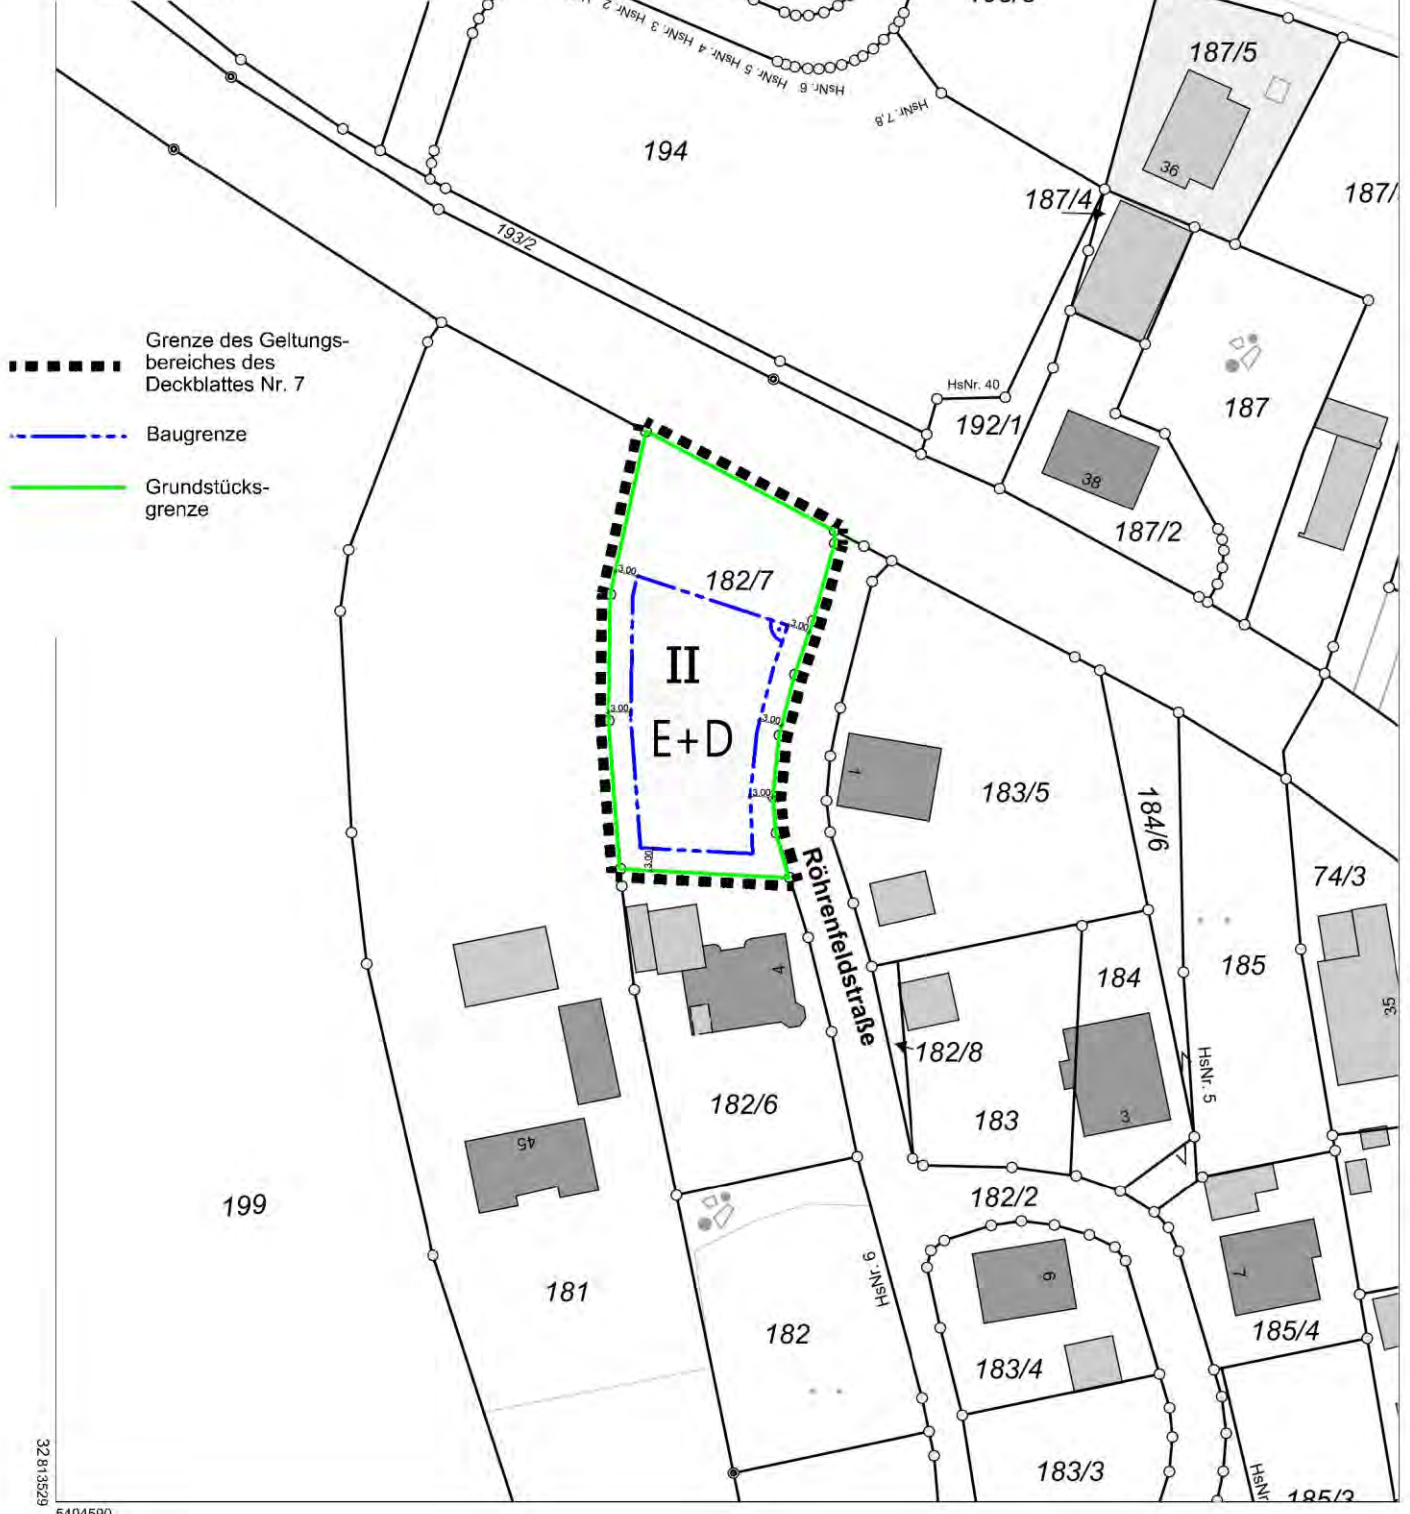 HsNr. 2
HsNr. 3
HsNr. 4
HsNr. 5
HsNr. 6
HsNr. 7,8
187/5
36
194
187/4
193/2
Grenze des Geltungs-
bereiches des
Deckblattes Nr. 7
Baugrenze
Grundstücks-
grenze
HsNr. 40
192/1
187
38
187/2
182/7
3.00
3.00
II
E+D
3.00
3.00
3.00
3.00
1
183/5
184/6
74/3
Röhrenfeldstraße
4
184
185
35
182/8
HsNr. 5
182/6
183
3
45
199
182/2
181
HsNr. 9
6
7
182
183/4
185/4
183/3
HsNr
185/3
32813529
5404590